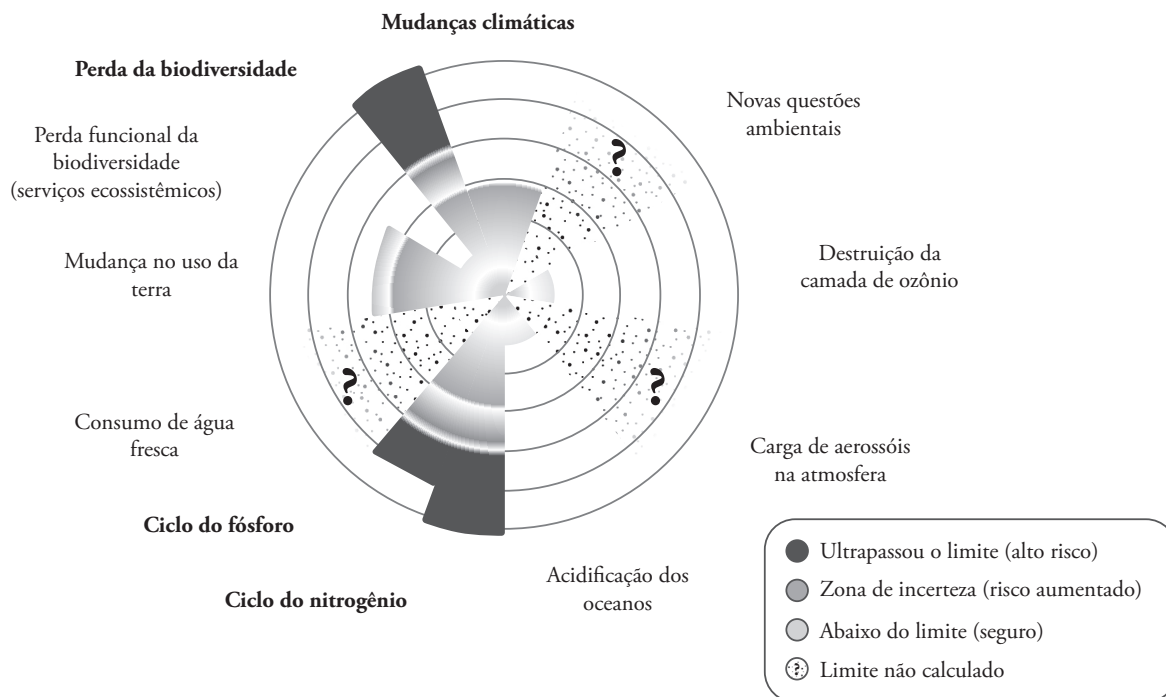 Mudanças climáticas
Perda da biodiversidade
Novas questões
ambientais
Perda funcional da
biodiversidade
(serviços ecossistêmicos)
?
Mudança no uso da
terra
Destruição da
camada de ozônio
?
?
Consumo de água
fresca
Carga de aerossóis
na atmosfera
Ciclo do fósforo
Ciclo do nitrogênio
Acidificação dos
oceanos
Ultrapassou o limite (alto risco)
Zona de incerteza (risco aumentado)
Abaixo do limite (seguro)
? Limite não calculado